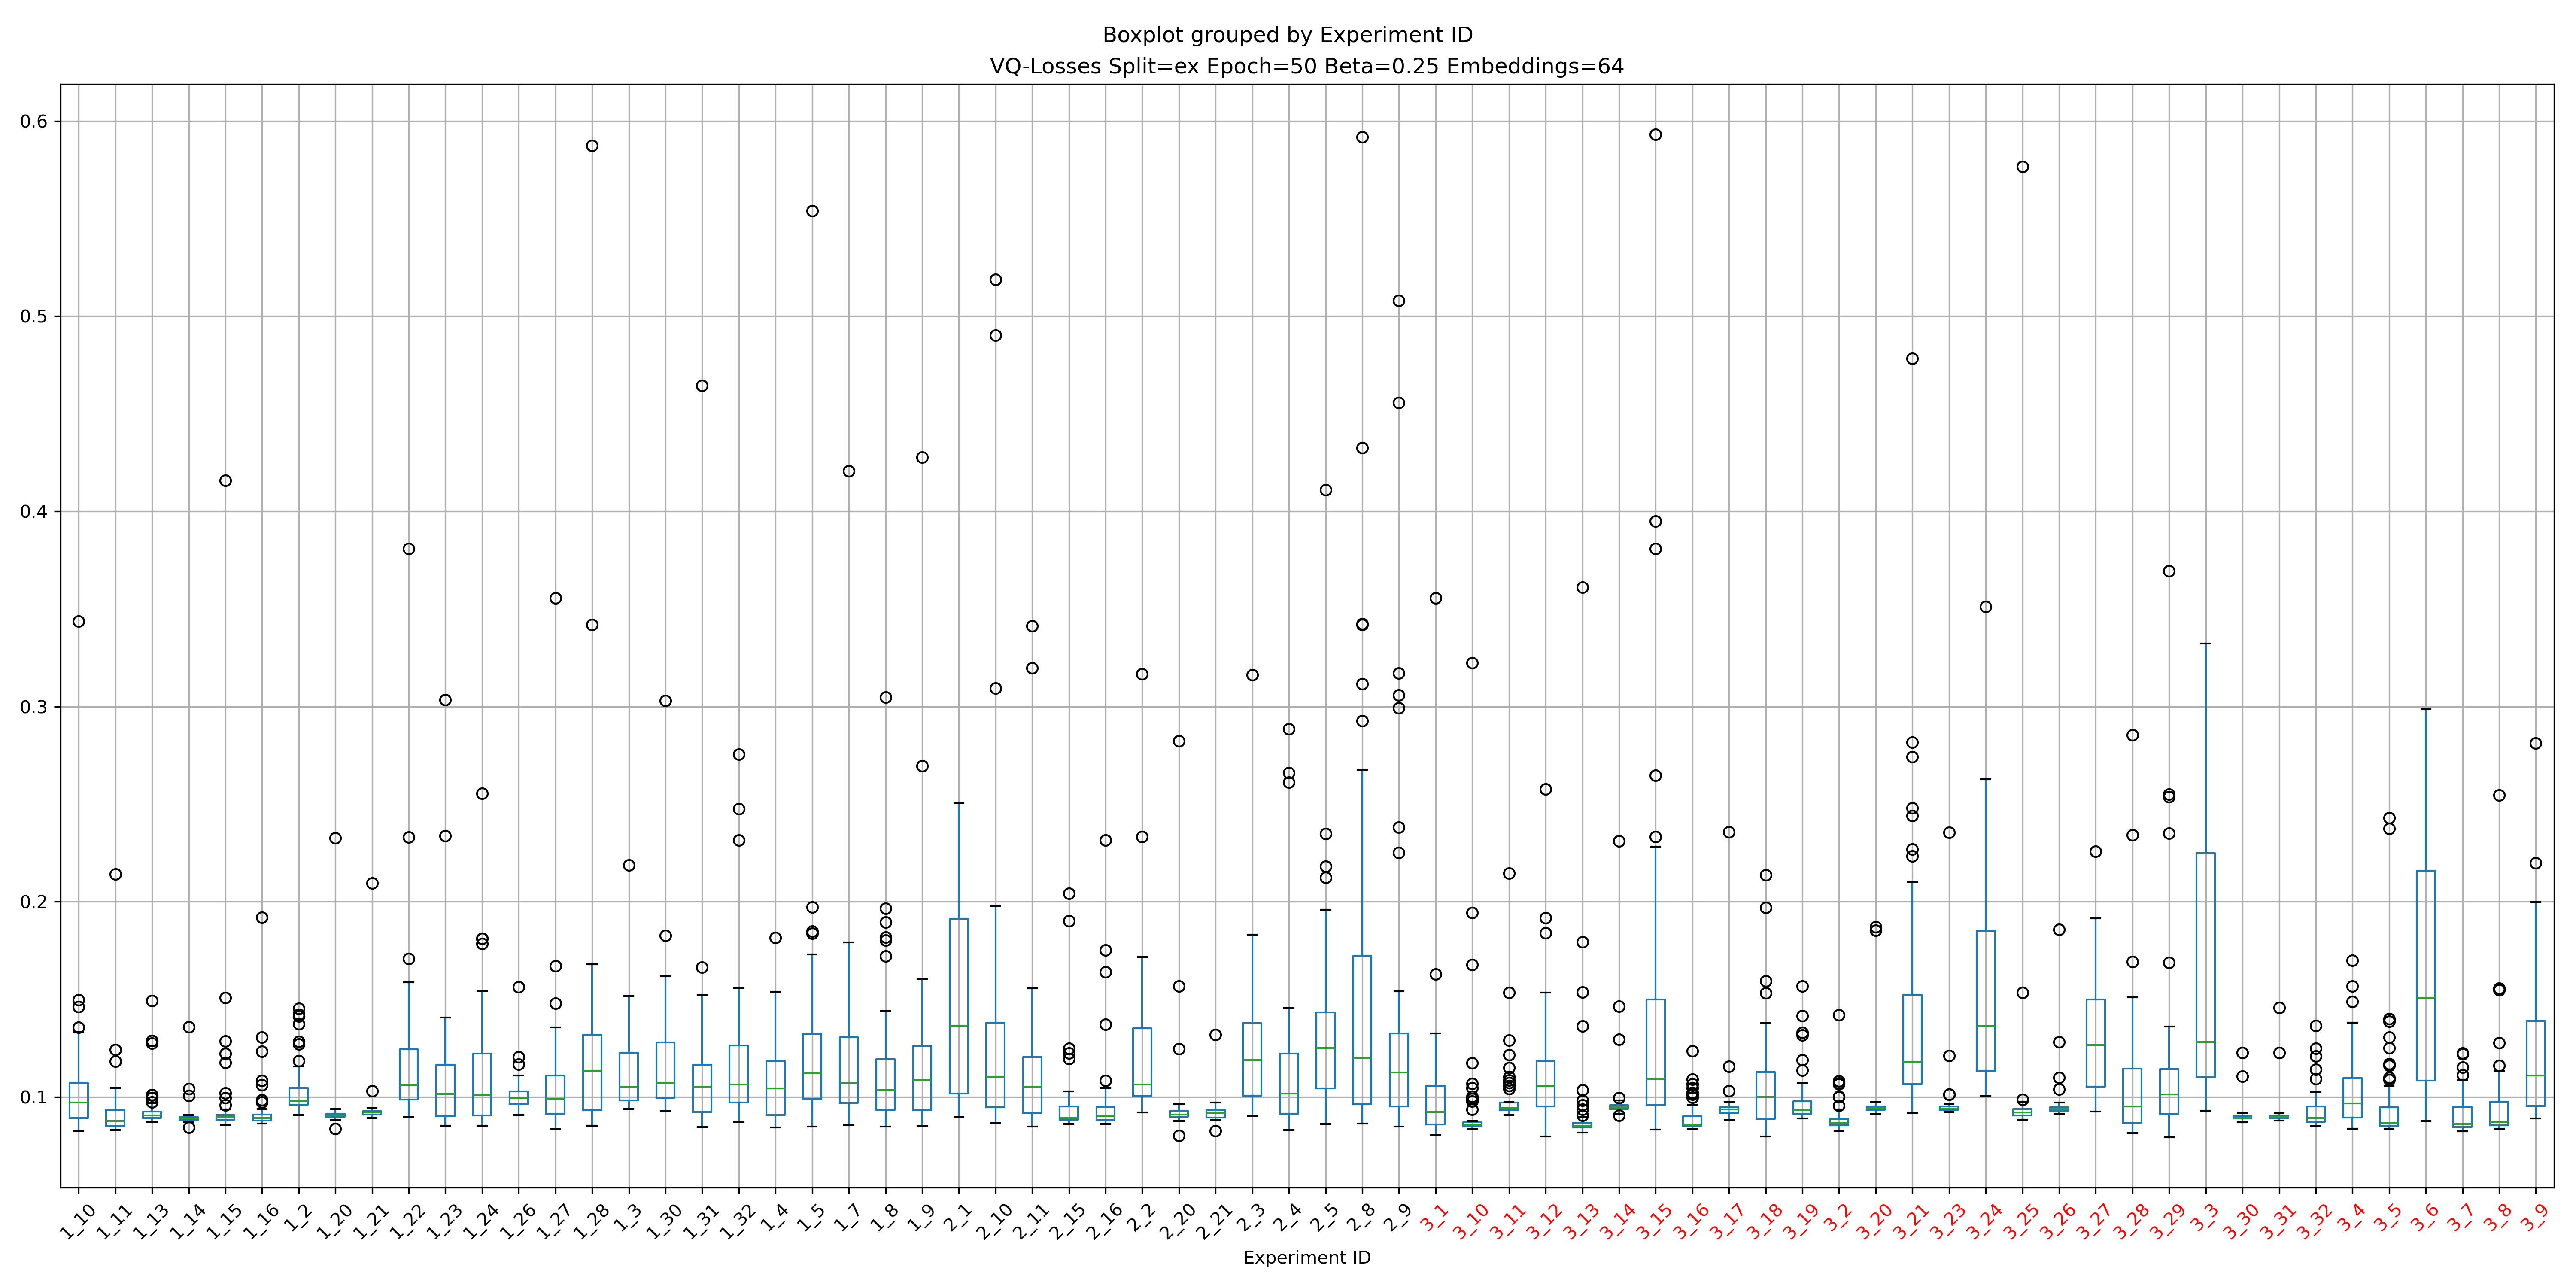 Boxplot grouped by Experiment ID
VQ-Losses Split=ex Epoch=50 Beta=0.25 Embeddings=64
0.6
0.5
0.4
0.3
0.2
0.1
1_10 1_11 1_13 1_14 1_15 1_16 1_2 1_20 1_21 1_22 1_23 1_24 1_26 1_27 1_28 1_3 1_30 1_31 1_32 1_4 1_5 1_7 1_8 1_9 2_1 2_10 2_11 2_15 2_16 2_2 2_20 2_21 2_3 2_4 2_5 2_8 2_9 3_1 3_10 3_11 3_12 3_13 3_14 3_15 3_16 3_17 3_18 3_19 3_2 3_20 3_21 3_23 3_24 3_25 3_26 3_27 3_28 3_29 3_3 3_30 3_31 3_32 3_4 3_5 3_6 3_7 3_8 3_9
Experiment ID